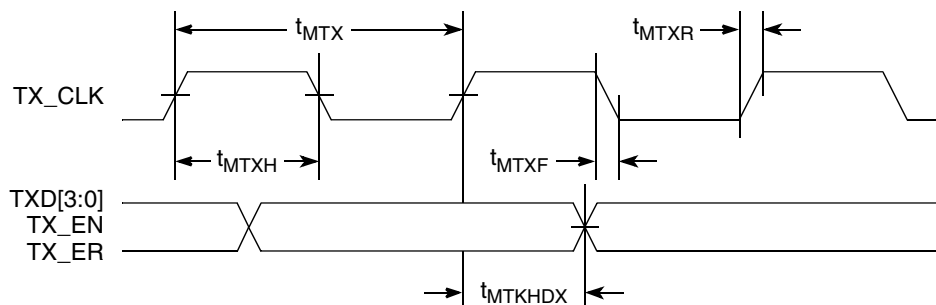 tMTX
tMTXR
TX_CLK
tMTXH
tMTXF
TXD[3:0]
TX_EN
TX_ER
tMTKHDX